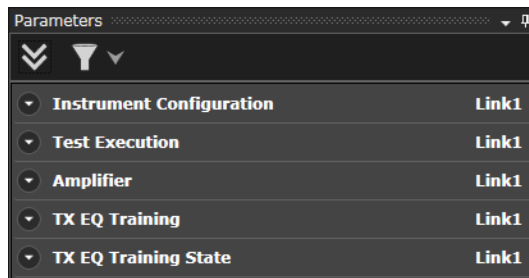 Parameters
Instrument Configuration Link1
Test Execution Link1
Amplifier Link1
TX EQ Training Link1
TX EQ Training State Link1